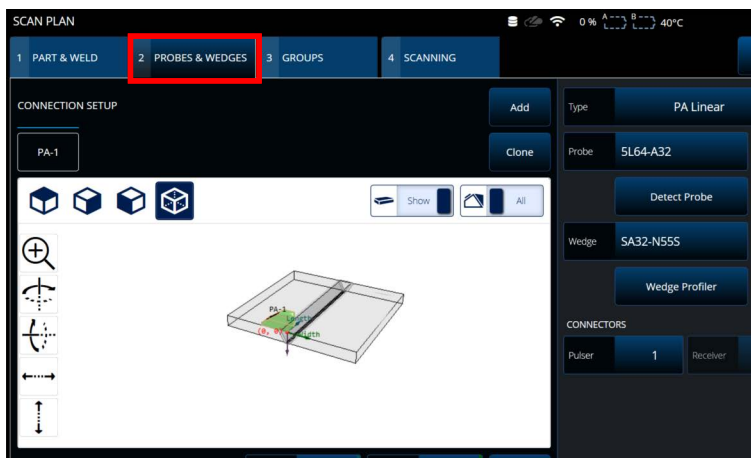 SCAN PLAN
0 % A B 40°C
1 PART & WELD 2 PROBES & WEDGES 3 GROUPS 4 SCANNING
CONNECTION SETUP
Add
Type PA Linear
PA-1
Clone
Probe 5L64-A32
Show
All
Detect Probe
Wedge SA32-N55S
Wedge Profiler
PA-1
Length
(0, 0)
Width
CONNECTORS
Pulser 1 Receiver